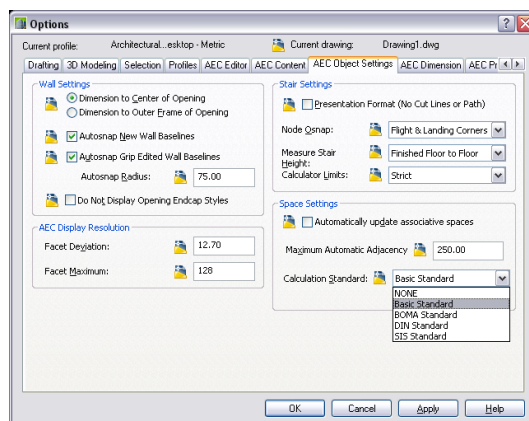 Options
Current profile: Architectural...esktop - Metric Current drawing: Drawing1.dwg
Drafting 3D Modeling Selection Profiles AEC Editor AEC Content AEC Object Settings AEC Dimension AEC Pr
Wall Settings
Dimension to Center of Opening
Dimension to Outer Frame of Opening
Autosnap New Wall Baselines
Autosnap Grip Edited Wall Baselines
Autosnap Radius: 75.00
Do Not Display Opening Endcap Styles
AEC Display Resolution
Facet Deviation: 12.70
Facet Maximum: 128
Stair Settings
Presentation Format (No Cut Lines or Path)
Node Osnap: Flight & Landing Corners
Measure Stair Height: Finished Floor to Floor
Calculator Limits: Strict
Space Settings
Automatically update associative spaces
Maximum Automatic Adjacency 250.00
Calculation Standard: Basic Standard
NONE
Basic Standard
BOMA Standard
DIN Standard
SIS Standard
OK Cancel Apply Help